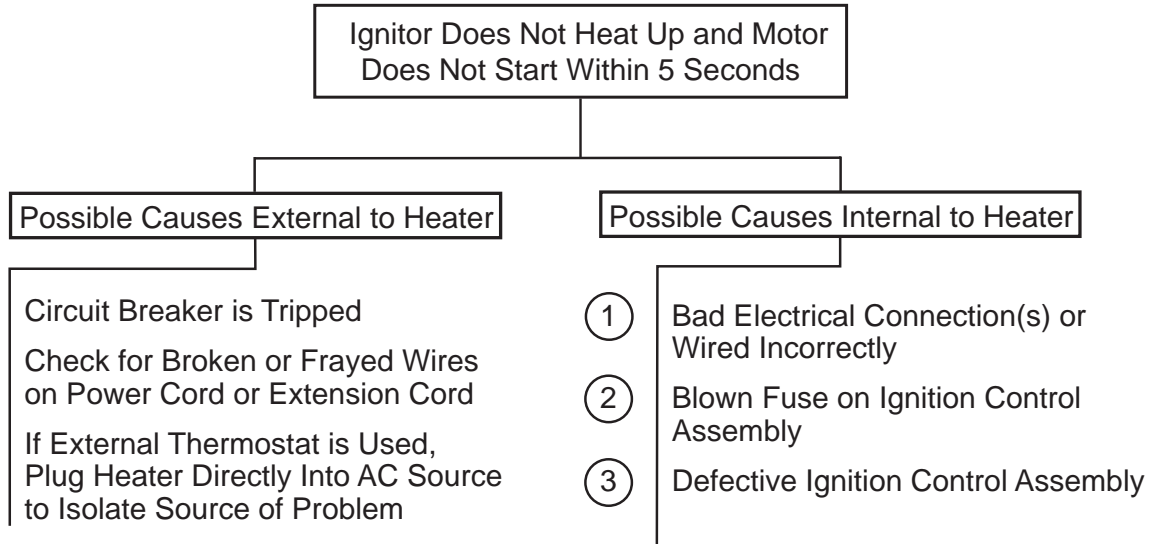 Ignitor Does Not Heat Up and Motor
Does Not Start Within 5 Seconds
Possible Causes External to Heater
Circuit Breaker is Tripped
Check for Broken or Frayed Wires
on Power Cord or Extension Cord
If External Thermostat is Used,
Plug Heater Directly Into AC Source
to Isolate Source of Problem
Possible Causes Internal to Heater
1 Bad Electrical Connection(s) or
Wired Incorrectly
2 Blown Fuse on Ignition Control
Assembly
3 Defective Ignition Control Assembly